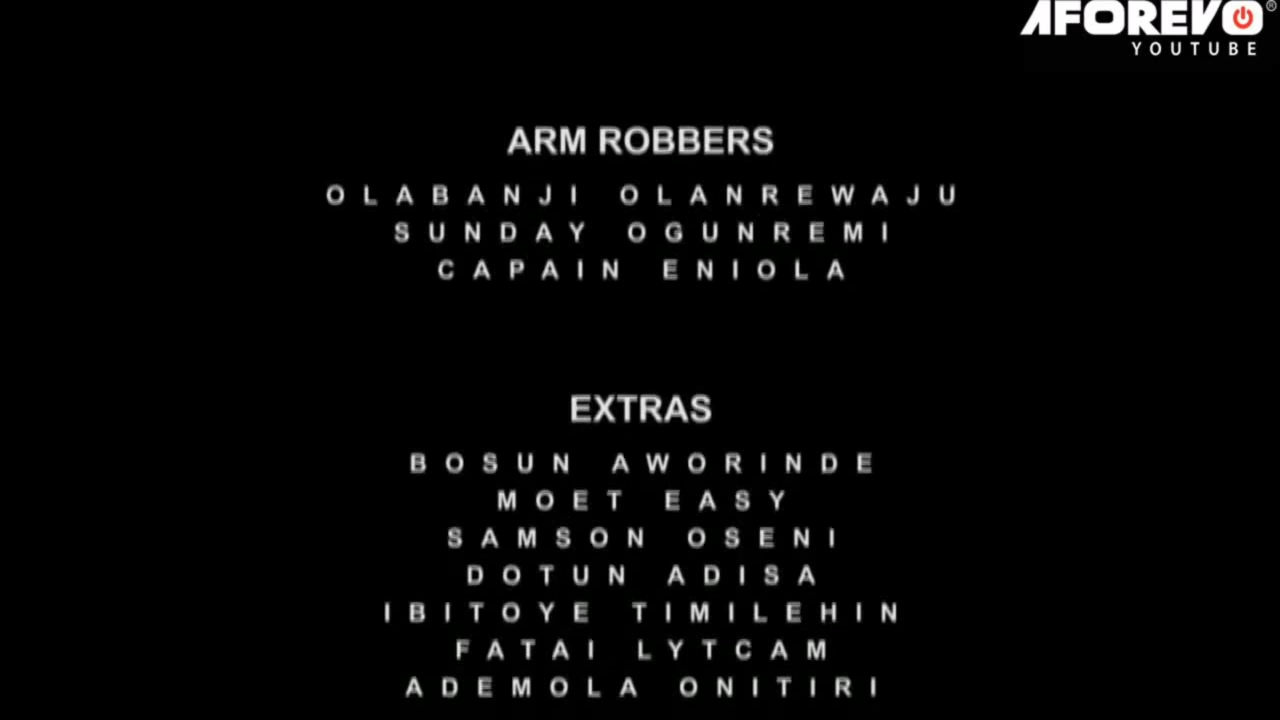 AFOREVO®
YOUTUBE
ARM ROBBERS
OLABANJI OLANREWAJU
SUNDAY OGUNREMI
CAPAIN ENIOLA
EXTRAS
BOSUN AWORINDE
MOET EASY
SAMSON OSENI
DOTUN ADISA
IBITOYE TIMILEHIN
FATAI LYTCAM
ADEMOLA ONITIRI